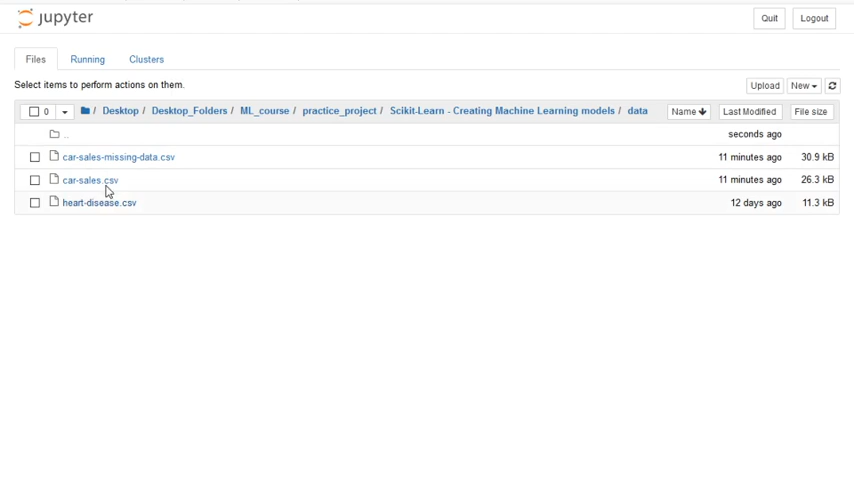 jupyter
Quit Logout
Files Running Clusters
Select items to perform actions on them.
Upload New
0 / Desktop / Desktop_Folders / ML_course / practice_project / Scikit-Learn - Creating Machine Learning models / data Name Last Modified File size
.. seconds ago
car-sales-missing-data.csv 11 minutes ago 30.9 kB
car-sales.csv 11 minutes ago 26.3 kB
heart-disease.csv 12 days ago 11.3 kB